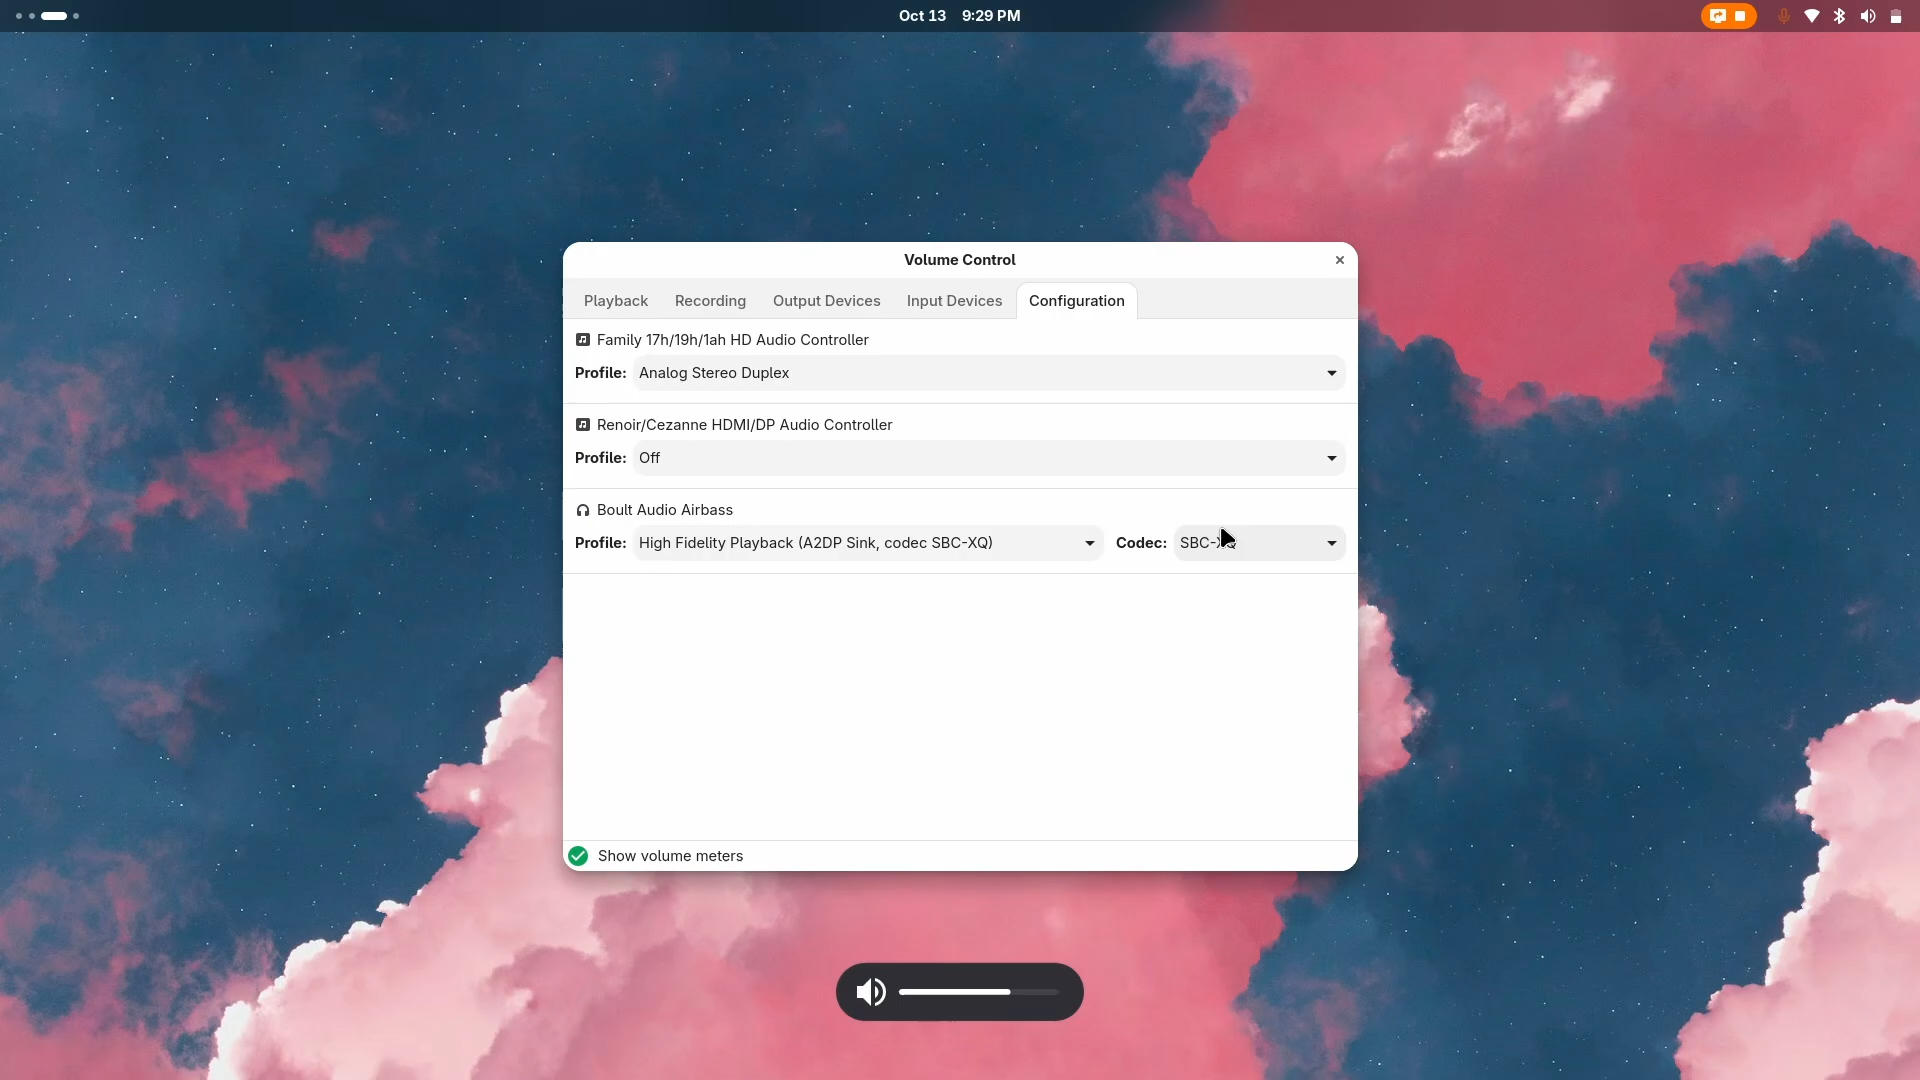 Oct 13 9:29 PM
Volume Control
Playback Recording Output Devices Input Devices Configuration
Family 17h/19h/1ah HD Audio Controller
Profile: Analog Stereo Duplex
Renoir/Cezanne HDMI/DP Audio Controller
Profile: Off
Boult Audio Airbass
Profile: High Fidelity Playback (A2DP Sink, codec SBC-XQ) Codec: SBC-XQ
Show volume meters